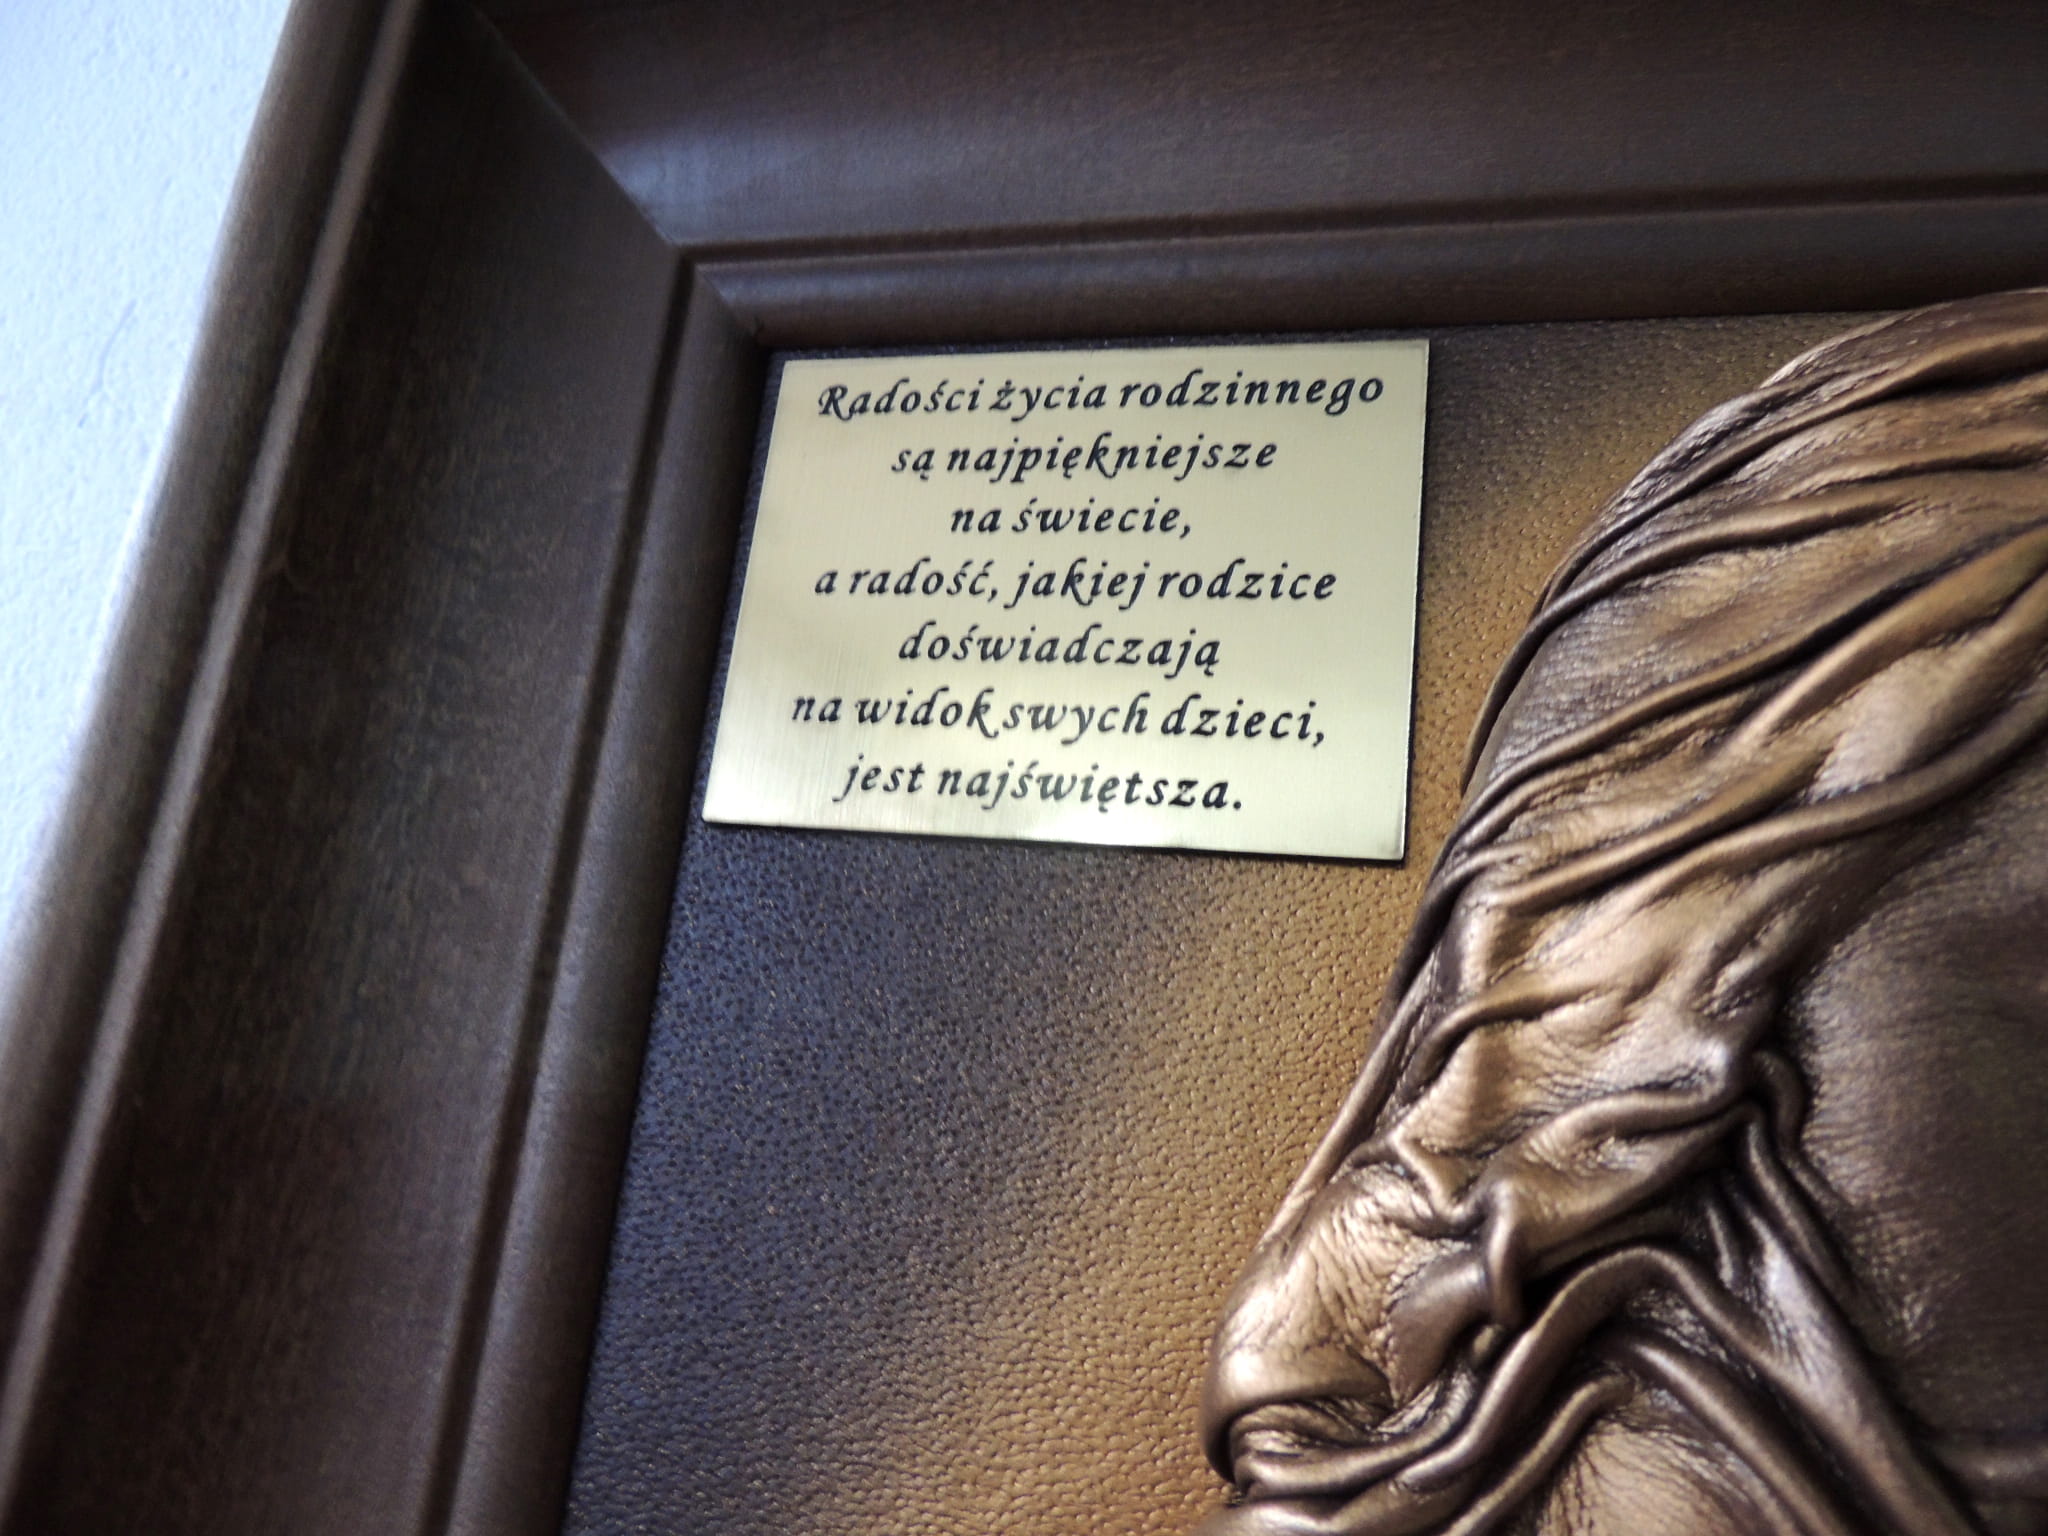 Radości życia rodzinnego
są najpiękniejsze
na świecie,
a radość, jakiej rodzice
doświadczają
na widok swych dzieci,
jest najświętsza.